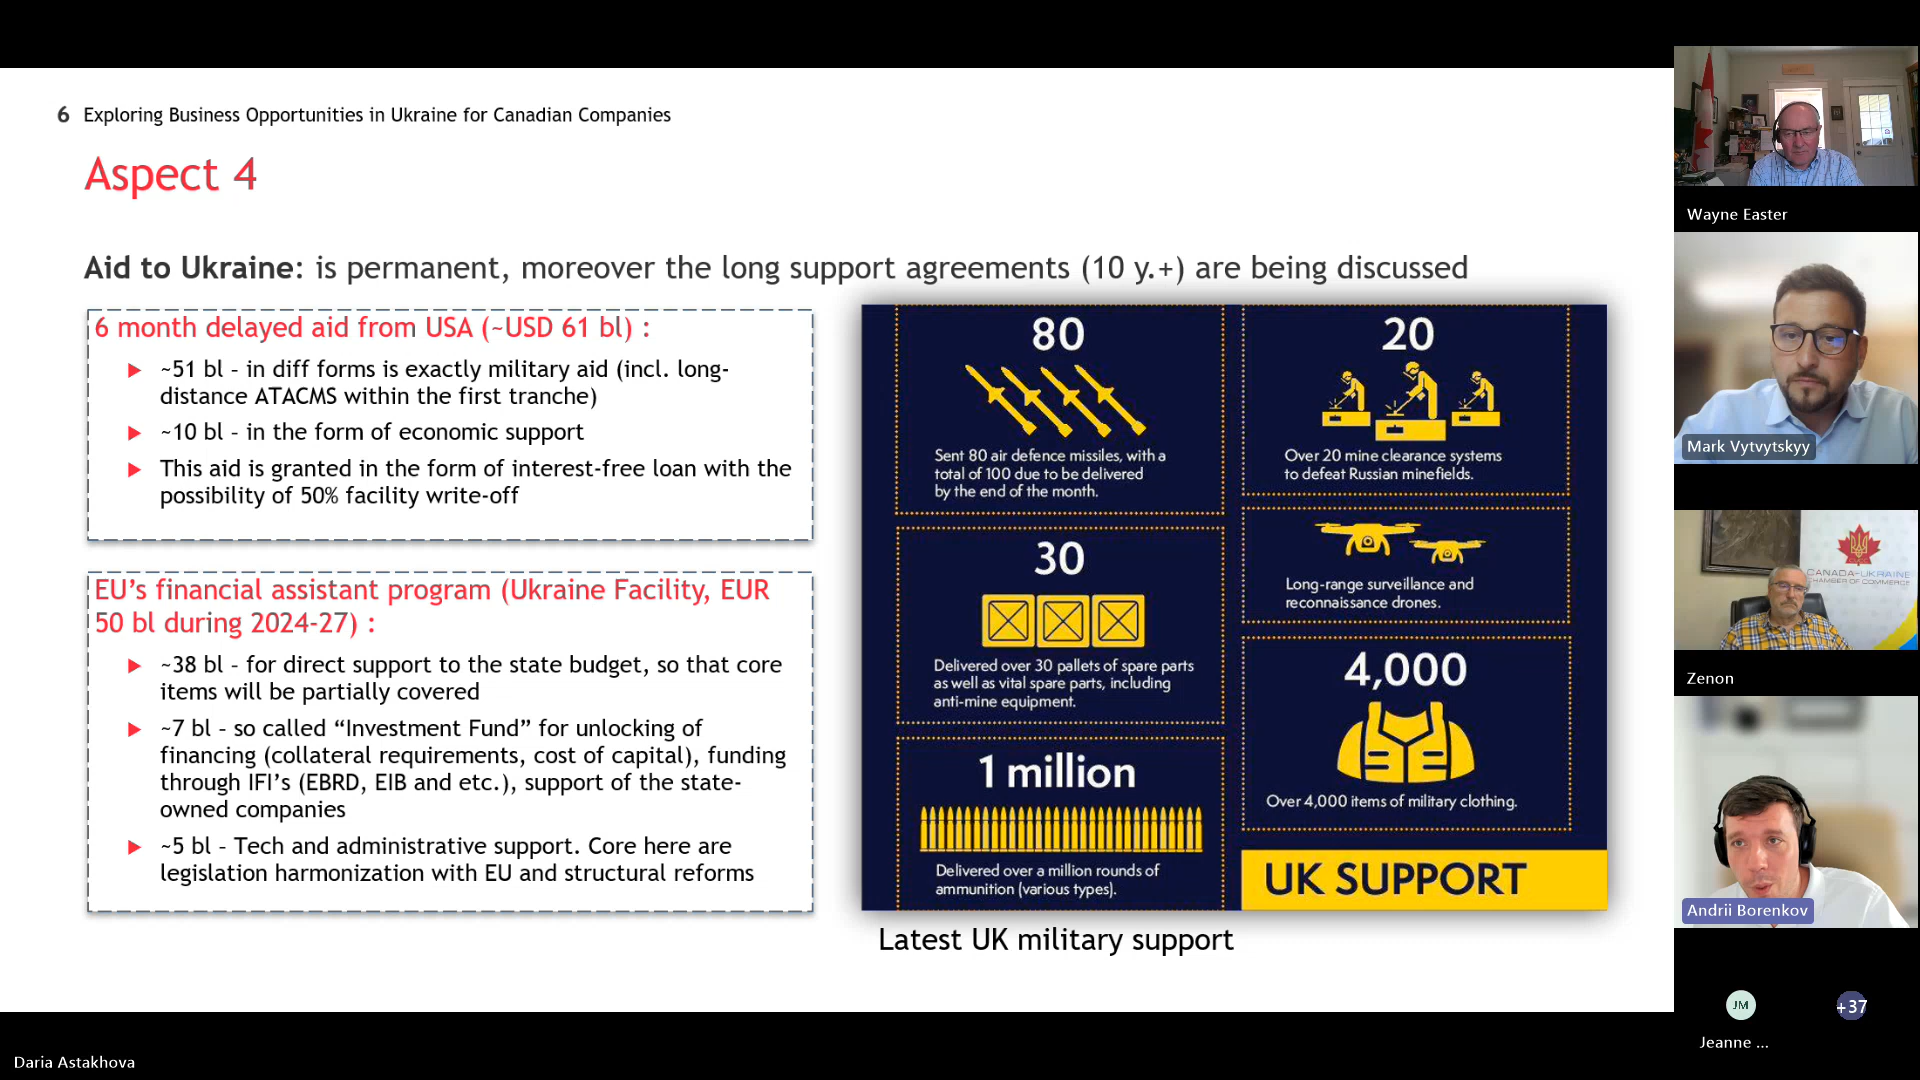 6 Exploring Business Opportunities in Ukraine for Canadian Companies
Aspect 4
Aid to Ukraine: is permanent, moreover the long support agreements (10 y.+) are being discussed
6 month delayed aid from USA (~USD 61 bl) :
~51 bl – in diff forms is exactly military aid (incl. long-
distance ATACMS within the first tranche)
~10 bl – in the form of economic support
This aid is granted in the form of interest-free loan with the
possibility of 50% facility write-off
EU’s financial assistant program (Ukraine Facility, EUR
50 bl during 2024-27) :
~38 bl – for direct support to the state budget, so that core
items will be partially covered
~7 bl – so called “Investment Fund” for unlocking of
financing (collateral requirements, cost of capital), funding
through IFI’s (EBRD, EIB and etc.), support of the state-
owned companies
~5 bl – Tech and administrative support. Core here are
legislation harmonization with EU and structural reforms
80
Sent 80 air defence missiles, with a
total of 100 due to be delivered
by the end of the month.
30
Delivered over 30 pallets of spare parts
as well as vital spare parts, including
anti-mine equipment.
1 million
Delivered over a million rounds of
ammunition (various types).
20
Over 20 mine clearance systems
to defeat Russian minefields.
Long-range surveillance and
reconnaissance drones.
4,000
Over 4,000 items of military clothing.
UK SUPPORT
Latest UK military support
Wayne Easter
Mark Vytvytskyy
CANADA-UKRAINE
CHAMBER OF COMMERCE
Zenon
Andrii Borenkov
JM
+37
Jeanne ...
Daria Astakhova